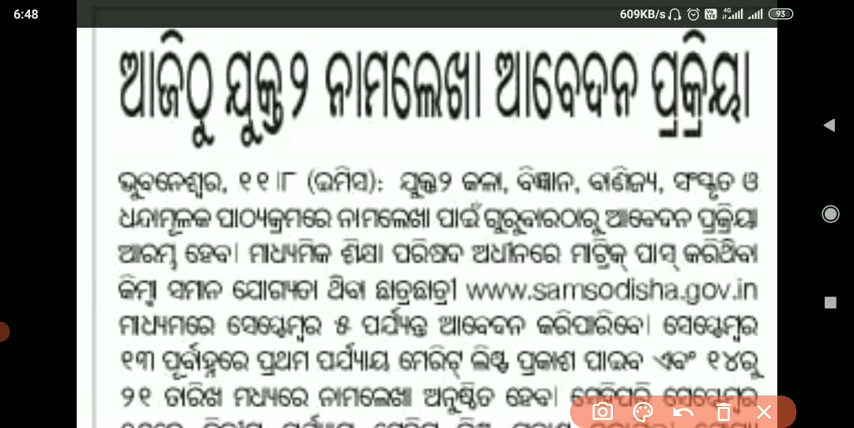 6:48
609KB/s
4G
93
ଆଜିଠୁ ଯୁକ୍ତ୨ ନାମଲେଖା ଆବେଦନ ପ୍ରକ୍ରିୟା
ଭୁବନେଶ୍ୱର, ୧୧।୮ (ଇମିସ): ଯୁକ୍ତ୨ କଳା, ବିଜ୍ଞାନ, ବାଣିଜ୍ୟ, ସଂସ୍କୃତ ଓ
ଧନ୍ଦାମୂଳକ ପାଠ୍ୟକ୍ରମରେ ନାମଲେଖା ପାଇଁ ଗୁରୁବାରଠାରୁ ଆବେଦନ ପ୍ରକ୍ରିୟା
ଆରମ୍ଭ ହେବ। ମାଧ୍ୟମିକ ଶିକ୍ଷା ପରିଷଦ ଅଧୀନରେ ମାଟ୍ରିକ୍ ପାସ୍ କରିଥିବା
କିମ୍ବା ସମାନ ଯୋଗ୍ୟତା ଥିବା ଛାତ୍ରଛାତ୍ରୀ www.samsodisha.gov.in
ମାଧ୍ୟମରେ ସେପ୍ଟେମ୍ବର ୫ ପର୍ଯ୍ୟନ୍ତ ଆବେଦନ କରିପାରିବେ। ସେପ୍ଟେମ୍ବର
୧୩ ପୂର୍ବାହ୍ନରେ ପ୍ରଥମ ପର୍ଯ୍ୟାୟ ମେରିଟ୍ ଲିଷ୍ଟ ପ୍ରକାଶ ପାଇବ ଏବଂ ୧୪ରୁ
୨୧ ତାରିଖ ମଧ୍ୟରେ ନାମଲେଖା ଅନୁଷ୍ଠିତ ହେବ। ସେହିପରି ସେପ୍ଟେମ୍ବର